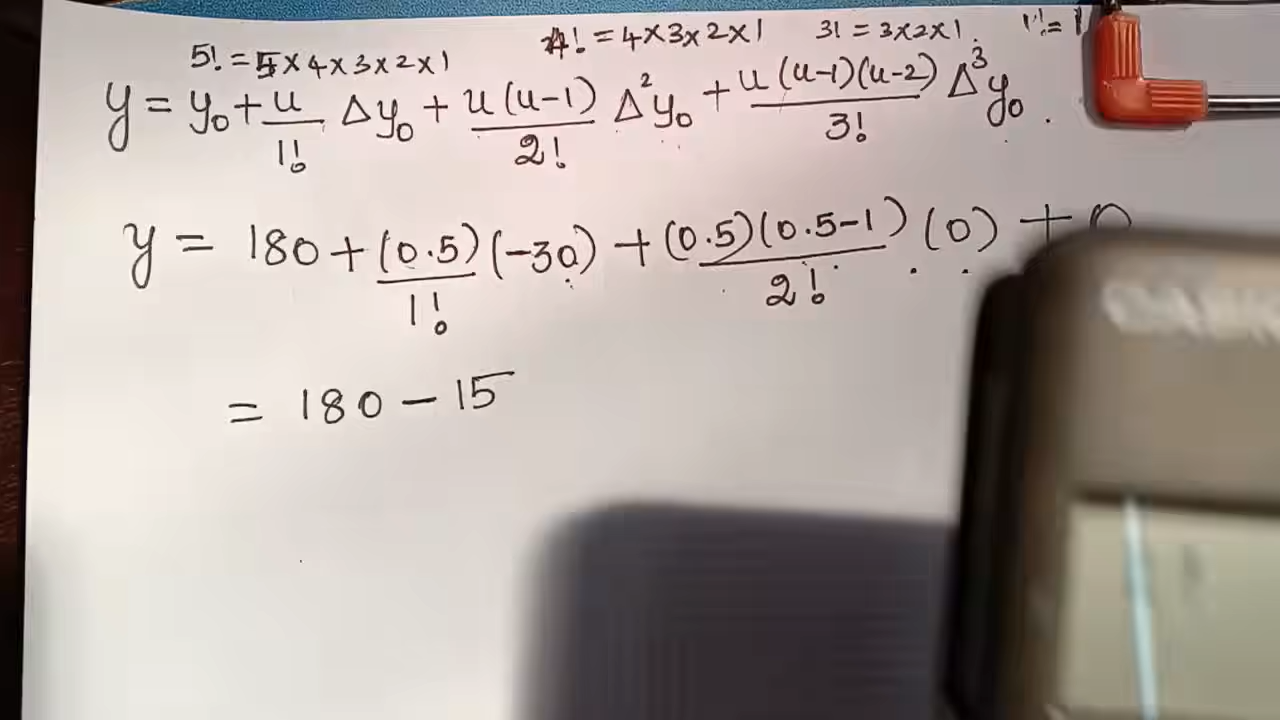 5! = 5 × 4 × 3 × 2 × 1 4! = 4 × 3 × 2 × 1 3! = 3 × 2 × 1. 1! = 1
y = y₀ + u/1! Δy₀ + u(u-1)/2! Δ²y₀ + u(u-1)(u-2)/3! Δ³y₀.
y = 180 + (0.5)/1! (-30) + (0.5)(0.5-1)/2! (0) + 0
= 180 - 15